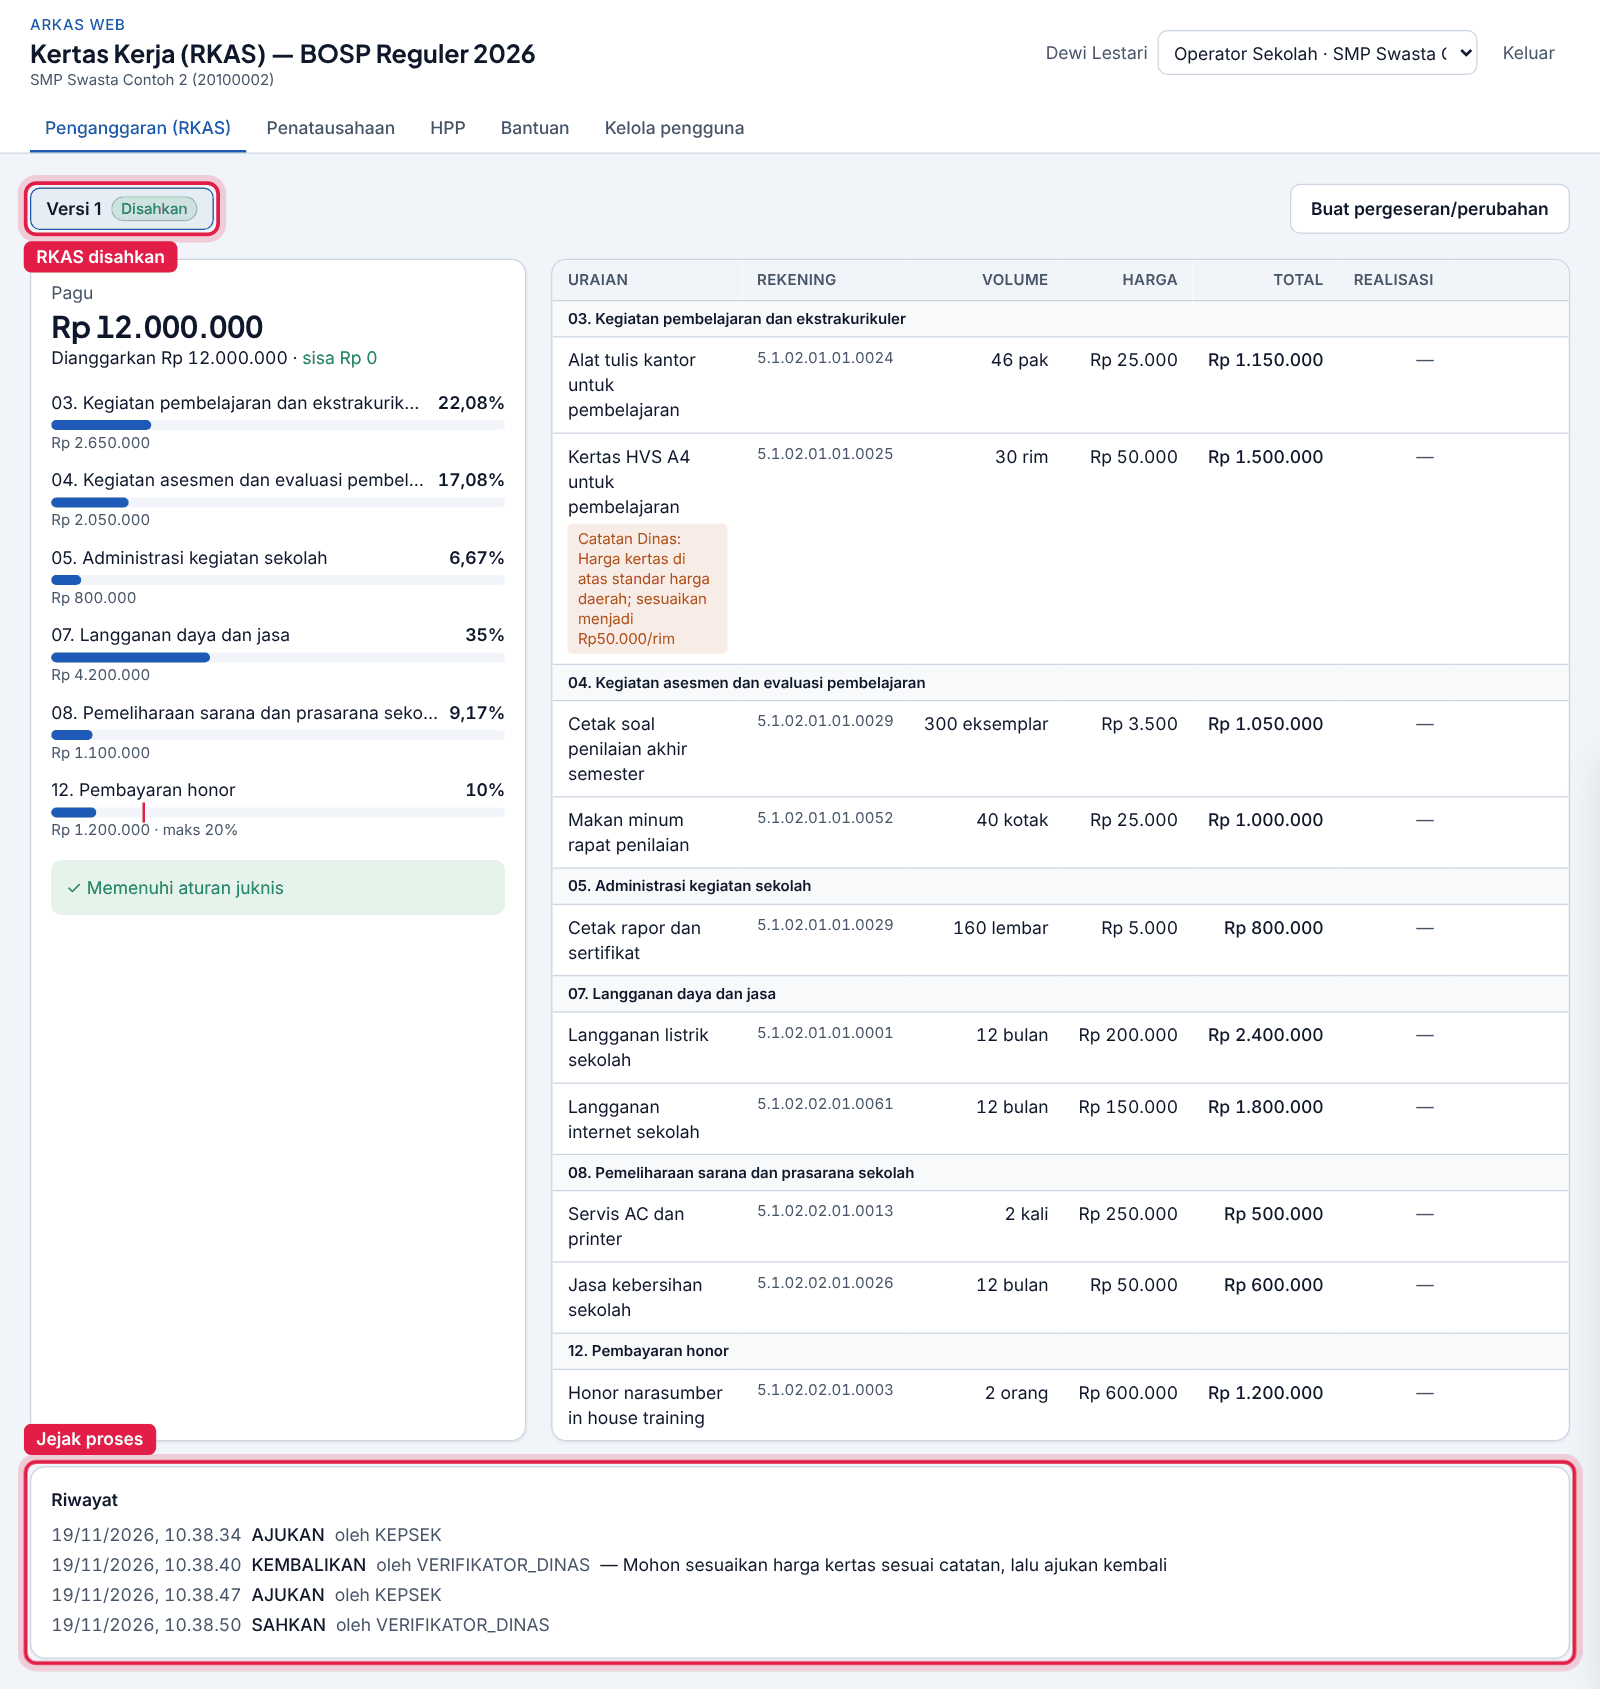 ARKAS WEB
Kertas Kerja (RKAS) — BOSP Reguler 2026
SMP Swasta Contoh 2 (20100002)
Dewi Lestari
Operator Sekolah · SMP Swasta C
Keluar
Penganggaran (RKAS)
Penatausahaan
HPP
Bantuan
Kelola pengguna
Versi 1 Disahkan
Buat pergeseran/perubahan
RKAS disahkan
Pagu
Rp 12.000.000
Dianggarkan Rp 12.000.000 · sisa Rp 0
03. Kegiatan pembelajaran dan ekstrakurik... 22,08%
Rp 2.650.000
04. Kegiatan asesmen dan evaluasi pembel... 17,08%
Rp 2.050.000
05. Administrasi kegiatan sekolah 6,67%
Rp 800.000
07. Langganan daya dan jasa 35%
Rp 4.200.000
08. Pemeliharaan sarana dan prasarana seko... 9,17%
Rp 1.100.000
12. Pembayaran honor 10%
Rp 1.200.000 · maks 20%
✓ Memenuhi aturan juknis
URAIAN REKENING VOLUME HARGA TOTAL REALISASI
03. Kegiatan pembelajaran dan ekstrakurikuler
Alat tulis kantor 5.1.02.01.01.0024 46 pak Rp 25.000 Rp 1.150.000 —
untuk
pembelajaran
Kertas HVS A4 5.1.02.01.01.0025 30 rim Rp 50.000 Rp 1.500.000 —
untuk
pembelajaran
Catatan Dinas:
Harga kertas di
atas standar harga
daerah; sesuaikan
menjadi
Rp50.000/rim
04. Kegiatan asesmen dan evaluasi pembelajaran
Cetak soal 5.1.02.01.01.0029 300 eksemplar Rp 3.500 Rp 1.050.000 —
penilaian akhir
semester
Makan minum 5.1.02.01.01.0052 40 kotak Rp 25.000 Rp 1.000.000 —
rapat penilaian
05. Administrasi kegiatan sekolah
Cetak rapor dan 5.1.02.01.01.0029 160 lembar Rp 5.000 Rp 800.000 —
sertifikat
07. Langganan daya dan jasa
Langganan listrik 5.1.02.01.01.0001 12 bulan Rp 200.000 Rp 2.400.000 —
sekolah
Langganan 5.1.02.02.01.0061 12 bulan Rp 150.000 Rp 1.800.000 —
internet sekolah
08. Pemeliharaan sarana dan prasarana sekolah
Servis AC dan 5.1.02.02.01.0013 2 kali Rp 250.000 Rp 500.000 —
printer
Jasa kebersihan 5.1.02.02.01.0026 12 bulan Rp 50.000 Rp 600.000 —
sekolah
12. Pembayaran honor
Honor narasumber 5.1.02.02.01.0003 2 orang Rp 600.000 Rp 1.200.000 —
in house training
Jejak proses
Riwayat
19/11/2026, 10.38.34 AJUKAN oleh KEPSEK
19/11/2026, 10.38.40 KEMBALIKAN oleh VERIFIKATOR_DINAS — Mohon sesuaikan harga kertas sesuai catatan, lalu ajukan kembali
19/11/2026, 10.38.47 AJUKAN oleh KEPSEK
19/11/2026, 10.38.50 SAHKAN oleh VERIFIKATOR_DINAS